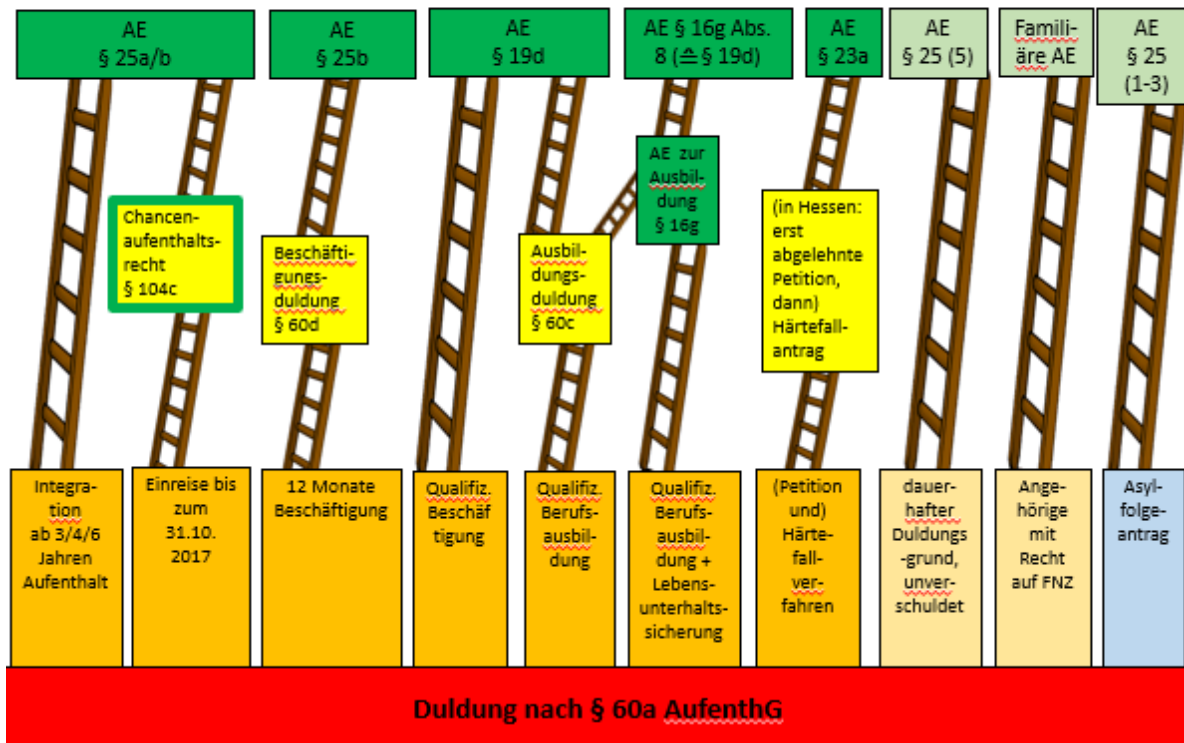 AE
§ 25a/b
AE
§ 25b
AE
§ 19d
AE § 16g Abs.
8 (≙ § 19d)
AE
§ 23a
AE
§ 25 (5)
Famili-
äre AE
AE
§ 25
(1-3)
Chancen-
aufenthalts-
recht
§ 104c
Beschäfti-
gungs-
duldung
§ 60d
Ausbil-
dungs-
duldung
§ 60c
AE zur
Ausbil-
dung
§ 16g
(in Hessen:
erst
abgelehnte
Petition,
dann)
Härtefall-
antrag
Integra-
tion
ab 3/4/6
Jahren
Aufenthalt
Einreise bis
zum
31.10.
2017
12 Monate
Beschäftigung
Qualifiz.
Beschäf
tigung
Qualifiz.
Berufs-
ausbil-
dung
Qualifiz.
Berufs-
ausbil-
dung +
Lebens-
unterhalts-
sicherung
(Petition
und)
Härte-
fall-
ver-
fahren
dauer-
hafter
Duldungs
-grund,
unver-
schuldet
Ange-
hörige
mit
Recht
auf FNZ
Asyl-
folge-
antrag
Duldung nach § 60a AufenthG